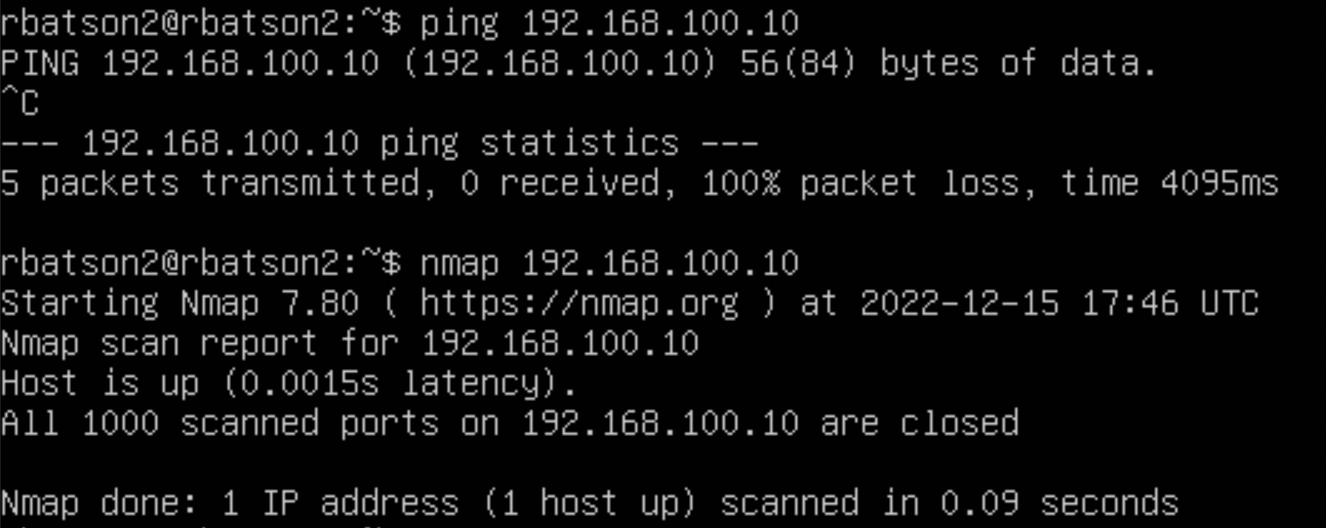 rbatson2@rbatson2:~$ ping 192.168.100.10
PING 192.168.100.10 (192.168.100.10) 56(84) bytes of data.
^C
--- 192.168.100.10 ping statistics ---
5 packets transmitted, 0 received, 100% packet loss, time 4095ms
rbatson2@rbatson2:~$ nmap 192.168.100.10
Starting Nmap 7.80 ( https://nmap.org ) at 2022-12-15 17:46 UTC
Nmap scan report for 192.168.100.10
Host is up (0.0015s latency).
All 1000 scanned ports on 192.168.100.10 are closed
Nmap done: 1 IP address (1 host up) scanned in 0.09 seconds